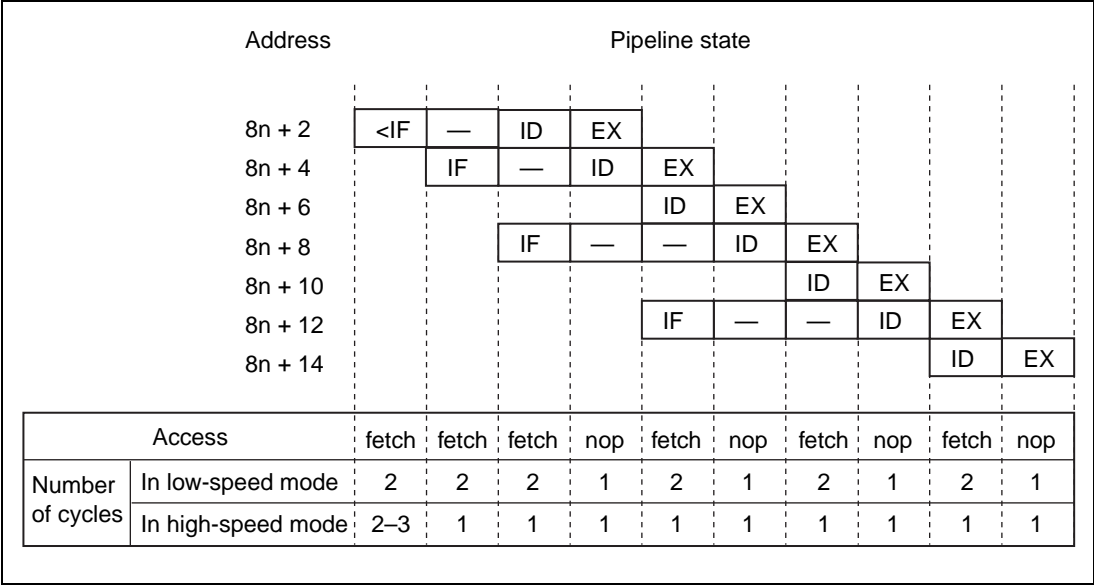 Address Pipeline state
8n + 2 <IF — ID EX
8n + 4 IF — ID EX
8n + 6 ID EX
8n + 8 IF — — ID EX
8n + 10 ID EX
8n + 12 IF — — ID EX
8n + 14 ID EX
Access fetch fetch fetch nop fetch nop fetch nop fetch nop
Number of cycles In low-speed mode 2 2 2 1 2 1 2 1 2 1
In high-speed mode 2–3 1 1 1 1 1 1 1 1 1